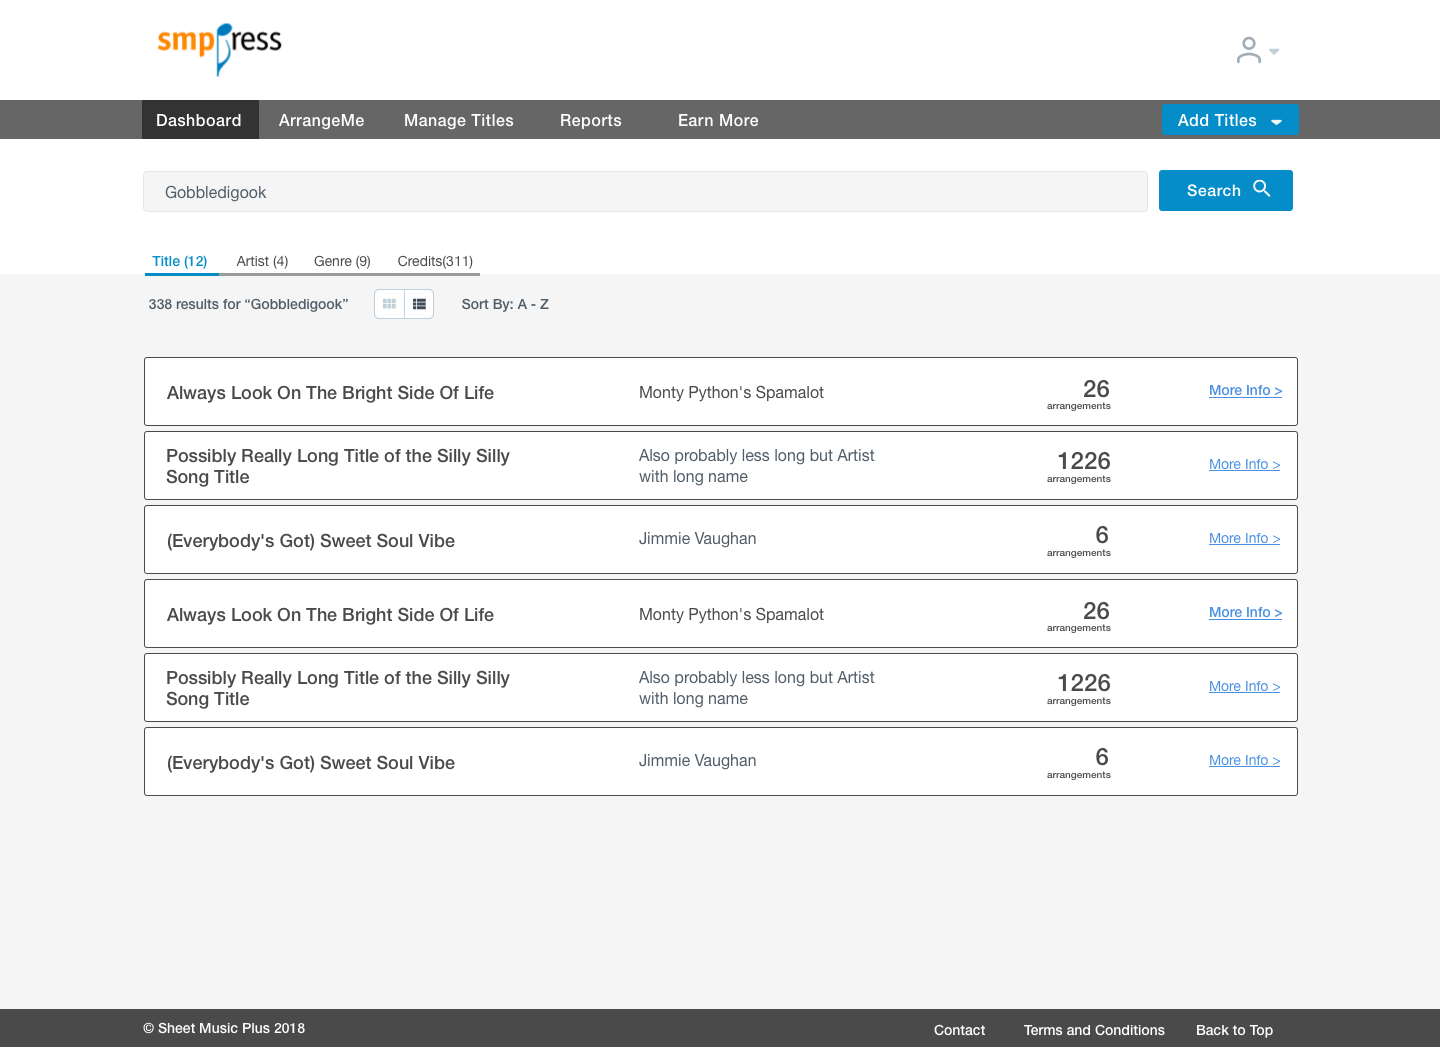 smppress
Dashboard ArrangeMe Manage Titles Reports Earn More Add Titles
Gobbledigook
Search
Title (12) Artist (4) Genre (9) Credits(311)
338 results for “Gobbledigook” Sort By: A - Z
Always Look On The Bright Side Of Life Monty Python's Spamalot 26 arrangements More Info >
Possibly Really Long Title of the Silly Silly
Song Title
Also probably less long but Artist
with long name
1226
arrangements
More Info >
(Everybody's Got) Sweet Soul Vibe Jimmie Vaughan 6 arrangements More Info >
Always Look On The Bright Side Of Life Monty Python's Spamalot 26 arrangements More Info >
Possibly Really Long Title of the Silly Silly
Song Title
Also probably less long but Artist
with long name
1226
arrangements
More Info >
(Everybody's Got) Sweet Soul Vibe Jimmie Vaughan 6 arrangements More Info >
© Sheet Music Plus 2018 Contact Terms and Conditions Back to Top